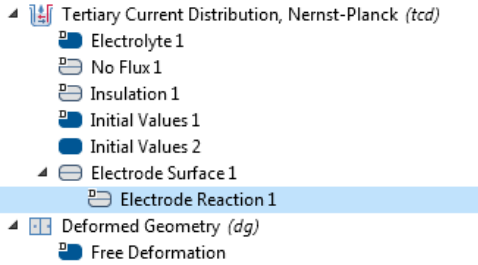 Tertiary Current Distribution, Nernst-Planck (tcd)
Electrolyte 1
No Flux 1
Insulation 1
Initial Values 1
Initial Values 2
Electrode Surface 1
Electrode Reaction 1
Deformed Geometry (dg)
Free Deformation